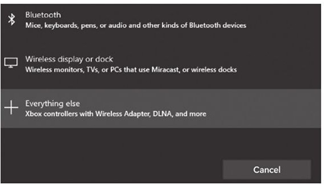 Bluetooth
Mice, keyboards, pens, or audio and other kinds of Bluetooth devices
Wireless display or dock
Wireless monitors, TVs, or PCs that use Miracast, or wireless docks
Everything else
Xbox controllers with Wireless Adapter, DLNA, and more
Cancel